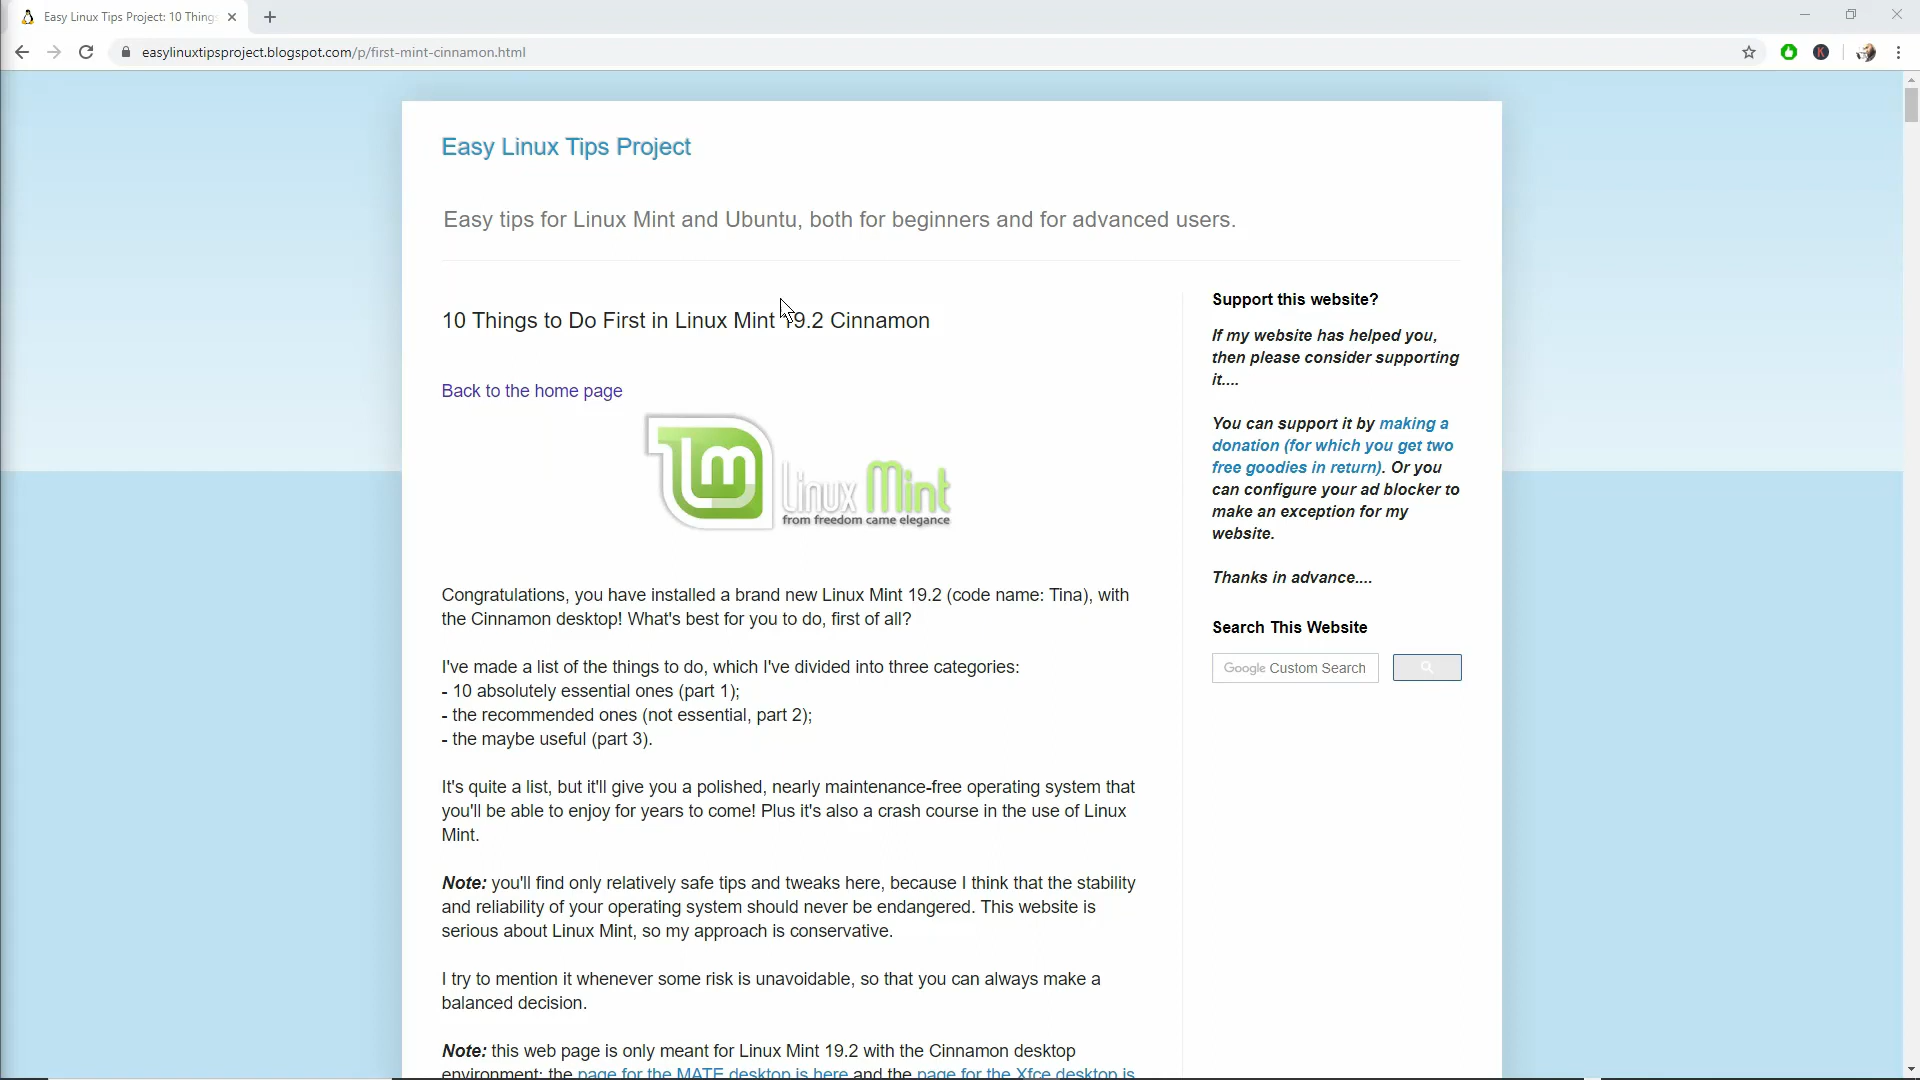 Easy Linux Tips Project: 10 Things
easylinuxtipsproject.blogspot.com/p/first-mint-cinnamon.html
K
Easy Linux Tips Project
Easy tips for Linux Mint and Ubuntu, both for beginners and for advanced users.
10 Things to Do First in Linux Mint 19.2 Cinnamon
Back to the home page
Linux Mint
from freedom came elegance
Congratulations, you have installed a brand new Linux Mint 19.2 (code name: Tina), with
the Cinnamon desktop! What's best for you to do, first of all?
I've made a list of the things to do, which I've divided into three categories:
- 10 absolutely essential ones (part 1);
- the recommended ones (not essential, part 2);
- the maybe useful (part 3).
It's quite a list, but it'll give you a polished, nearly maintenance-free operating system that
you'll be able to enjoy for years to come! Plus it's also a crash course in the use of Linux
Mint.
Note: you'll find only relatively safe tips and tweaks here, because I think that the stability
and reliability of your operating system should never be endangered. This website is
serious about Linux Mint, so my approach is conservative.
I try to mention it whenever some risk is unavoidable, so that you can always make a
balanced decision.
Note: this web page is only meant for Linux Mint 19.2 with the Cinnamon desktop
environment: the page for the MATE desktop is here and the page for the Xfce desktop is
Support this website?
If my website has helped you,
then please consider supporting
it....
You can support it by making a
donation (for which you get two
free goodies in return). Or you
can configure your ad blocker to
make an exception for my
website.
Thanks in advance....
Search This Website
Google Custom Search